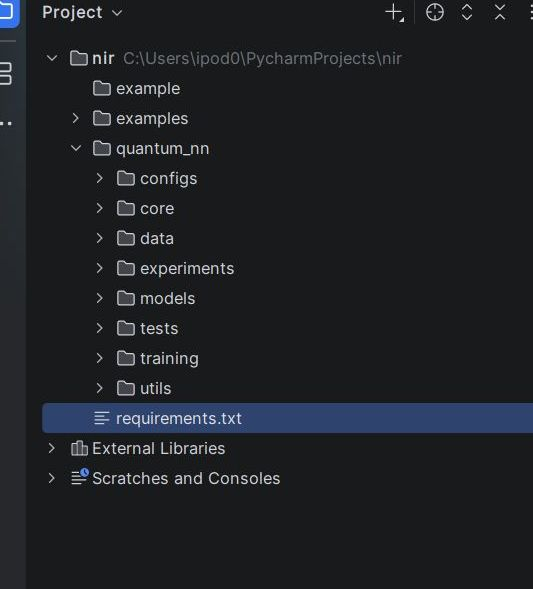 Project
nir C:\Users\ipod0\PycharmProjects\nir
example
examples
quantum_nn
configs
core
data
experiments
models
tests
training
utils
requirements.txt
External Libraries
Scratches and Consoles